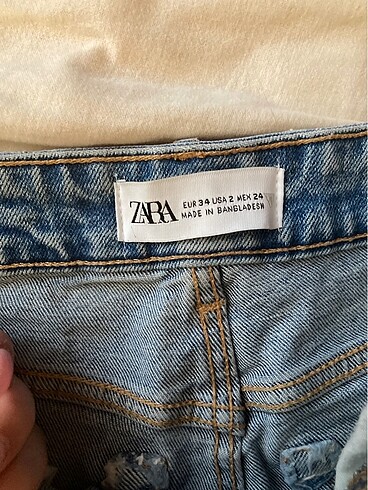 ZARA
EUR 34 USA 2 MEX 24
MADE IN BANGLADESH